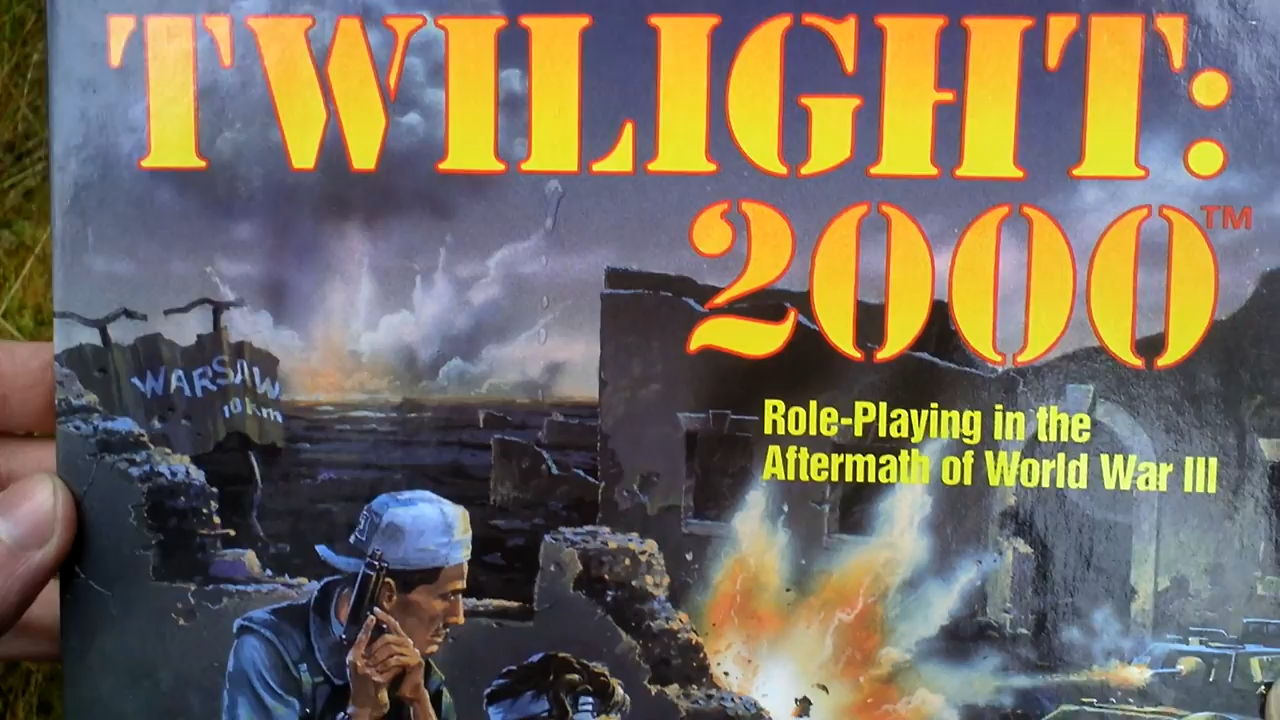 TWILIGHT:
2000™
WARSAW
10 Km
Role-Playing in the
Aftermath of World War III